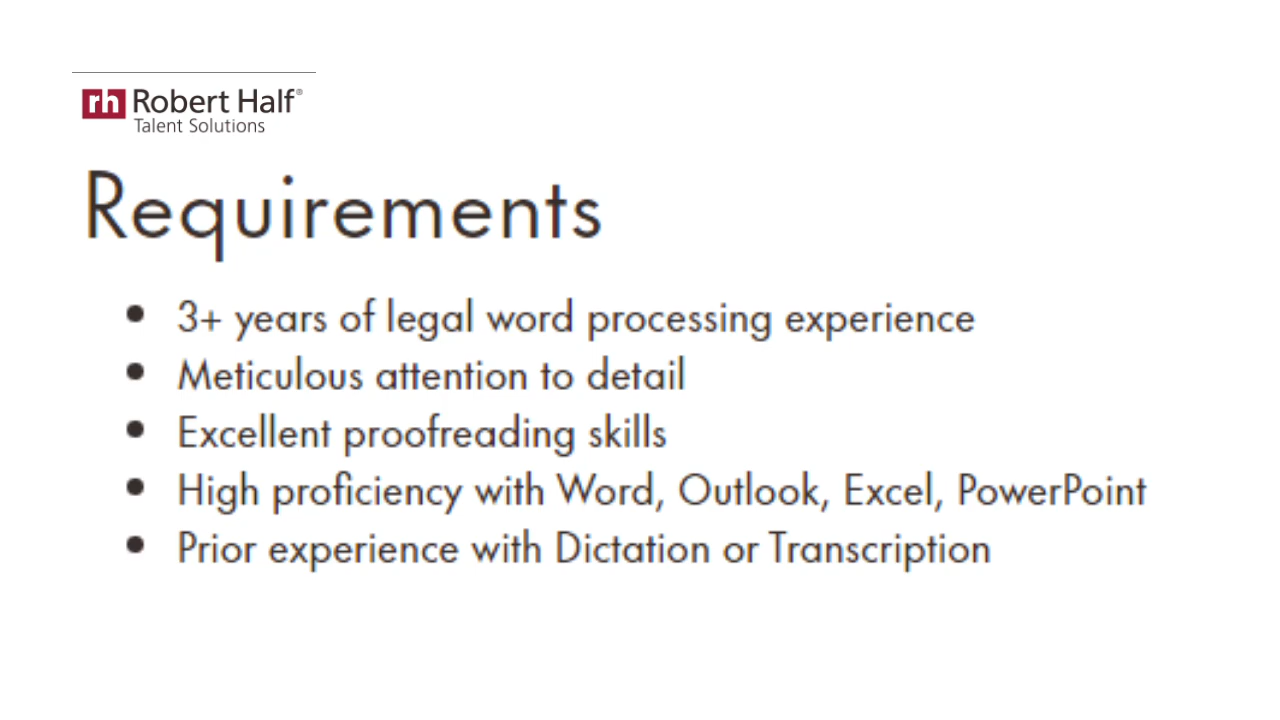 rh Robert Half®
Talent Solutions
Requirements
• 3+ years of legal word processing experience
• Meticulous attention to detail
• Excellent proofreading skills
• High proficiency with Word, Outlook, Excel, PowerPoint
• Prior experience with Dictation or Transcription